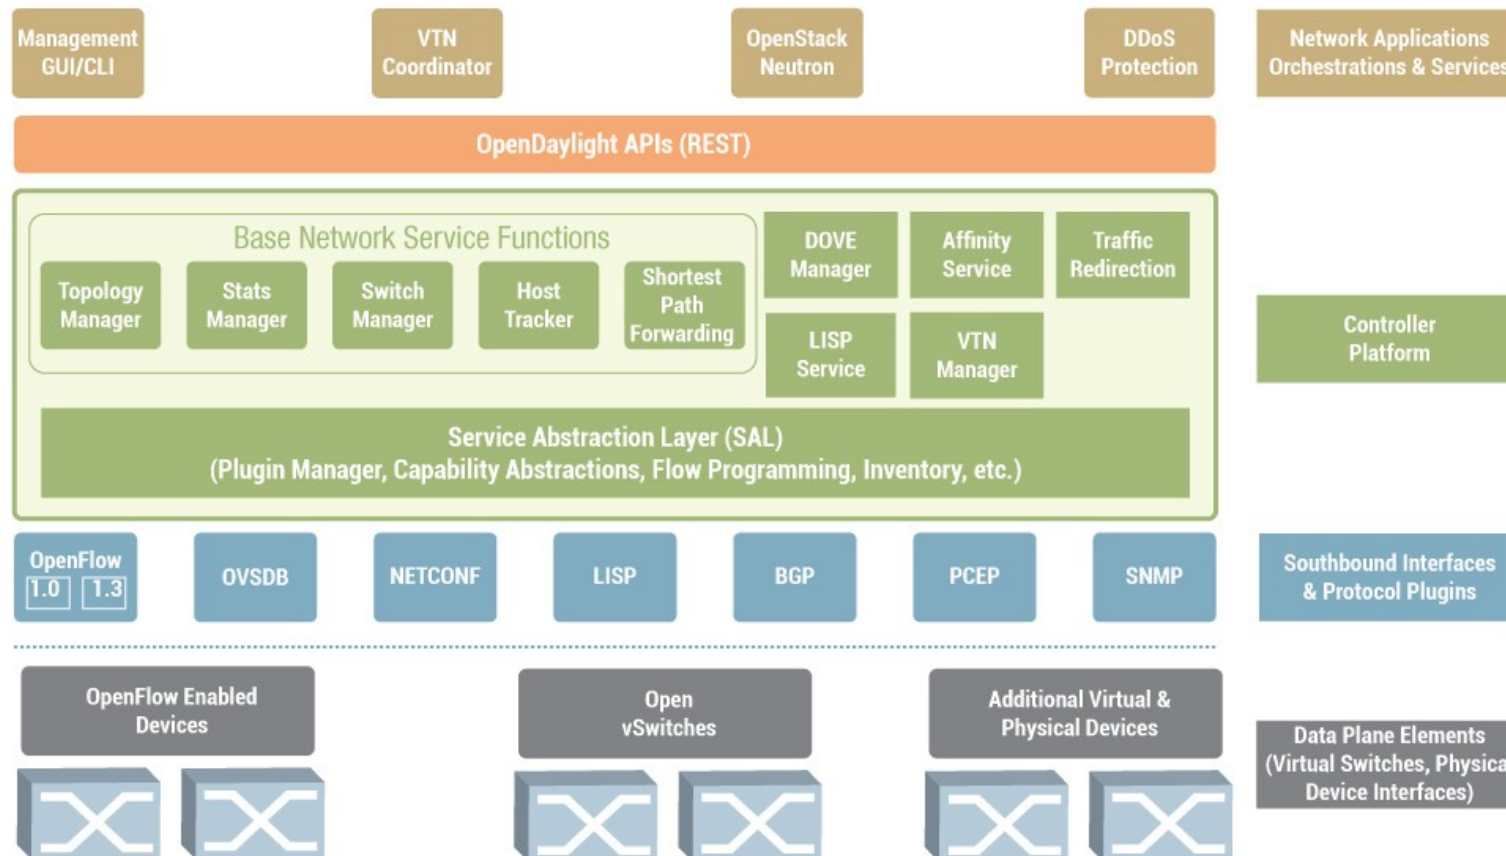 Management
GUI/CLI
VTN
Coordinator
OpenStack
Neutron
DDoS
Protection
Network Applications
Orchestrations & Services
OpenDaylight APIs (REST)
Base Network Service Functions
Topology
Manager
Stats
Manager
Switch
Manager
Host
Tracker
Shortest
Path
Forwarding
DOVE
Manager
Affinity
Service
Traffic
Redirection
LISP
Service
VTN
Manager
Controller
Platform
Service Abstraction Layer (SAL)
(Plugin Manager, Capability Abstractions, Flow Programming, Inventory, etc.)
OpenFlow
1.0 1.3
OVSDB
NETCONF
LISP
BGP
PCEP
SNMP
Southbound Interfaces
& Protocol Plugins
OpenFlow Enabled
Devices
Open
vSwitches
Additional Virtual &
Physical Devices
Data Plane Elements
(Virtual Switches, Physica
Device Interfaces)